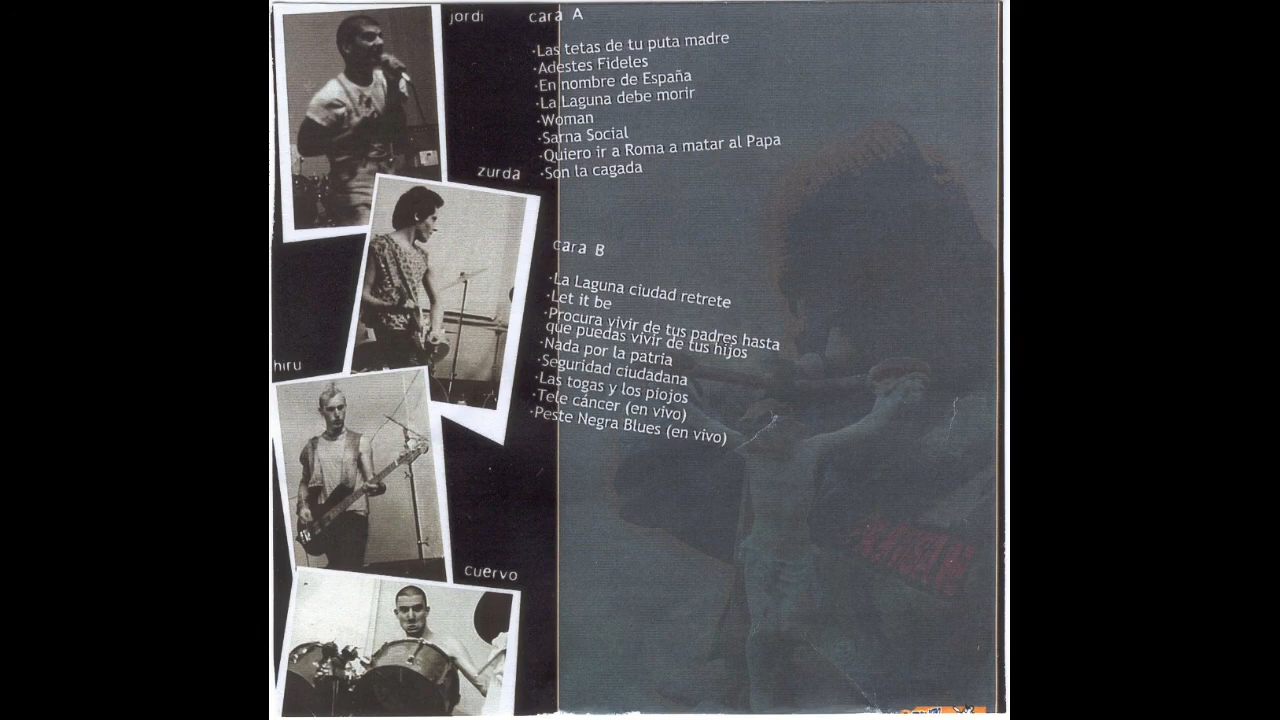 jordi
zurda
hiru
cuervo
cara A
·Las tetas de tu puta madre
·Adestes Fideles
·En nombre de España
·La Laguna debe morir
·Woman
·Sarna Social
·Quiero ir a Roma a matar al Papa
·Son la cagada
cara B
·La Laguna ciudad retrete
·Let it be
·Procura vivir de tus padres hasta
que puedas vivir de tus hijos
·Nada por la patria
·Seguridad ciudadana
·Las togas y los piojos
·Tele cáncer (en vivo)
·Peste Negra Blues (en vivo)